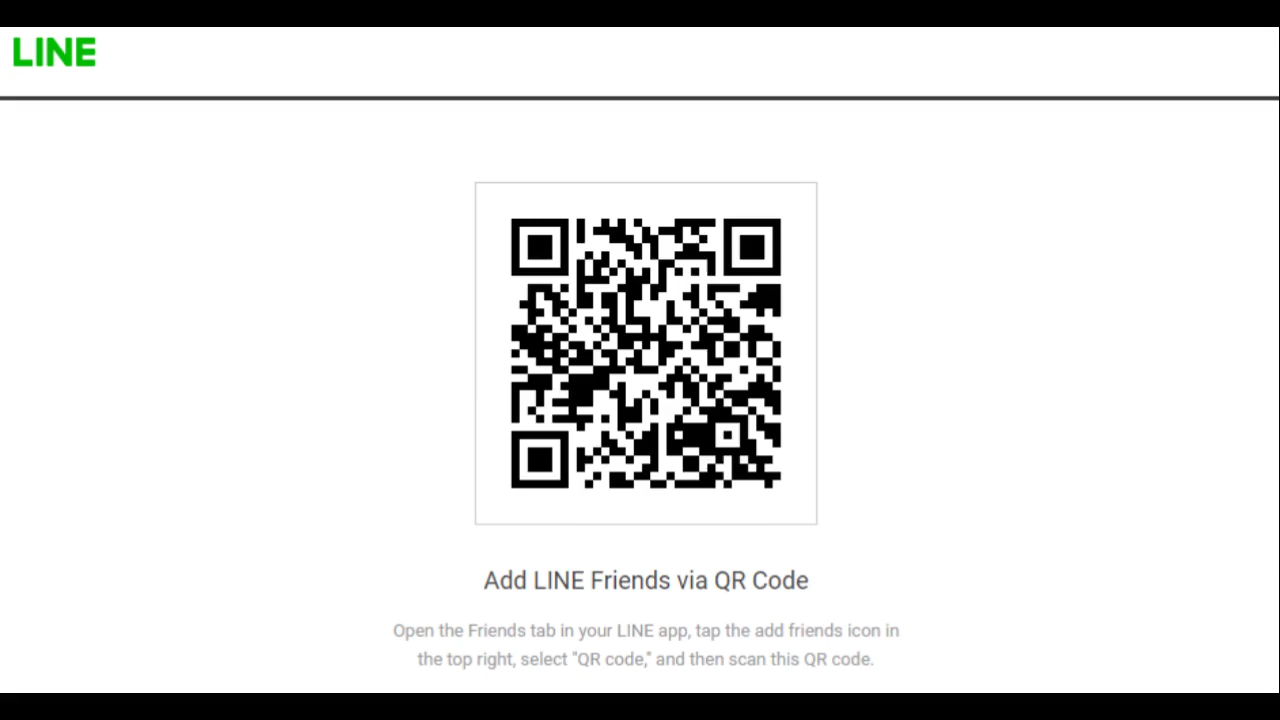 LINE
Add LINE Friends via QR Code
Open the Friends tab in your LINE app, tap the add friends icon in
the top right, select "QR code," and then scan this QR code.